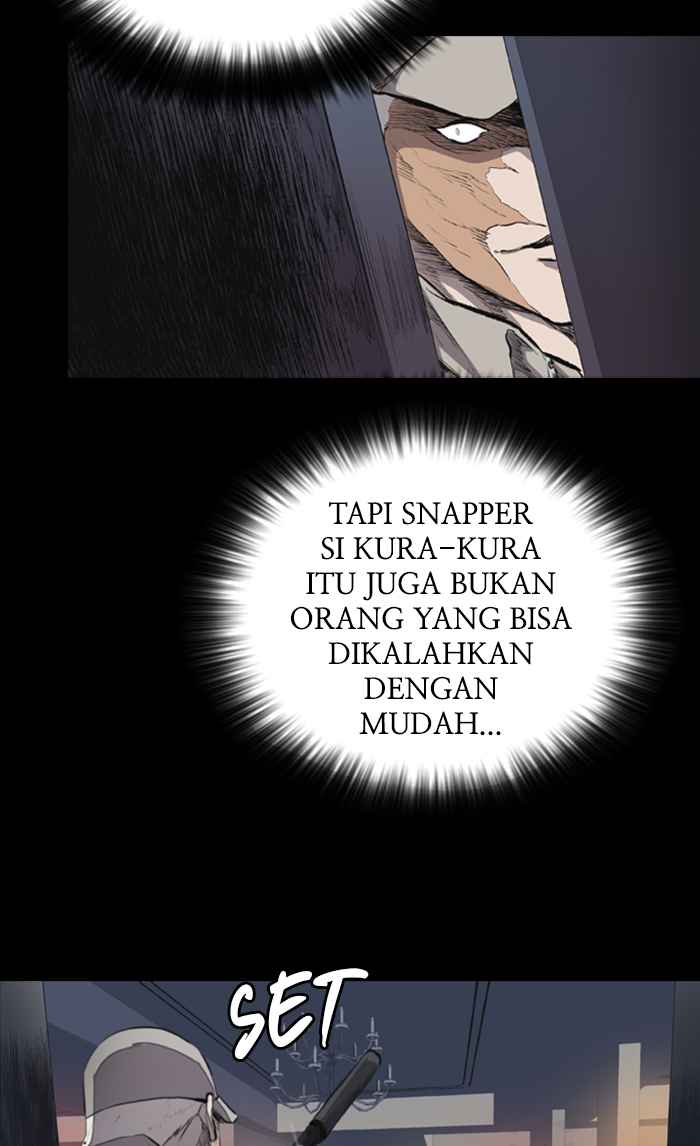 TAPI SNAPPER
SI KURA-KURA
ITU JUGA BUKAN
ORANG YANG BISA
DIKALAHKAN
DENGAN
MUDAH...
SET